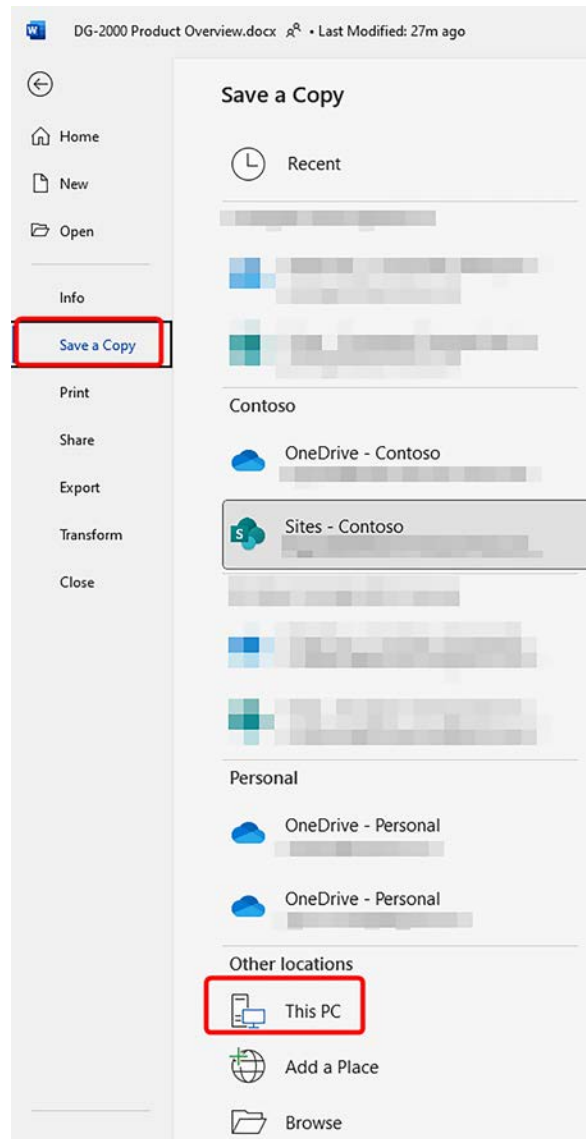 DG-2000 Product Overview.docx • Last Modified: 27m ago
Save a Copy
Home
New
Open
Info
Save a Copy
Print
Share
Export
Transform
Close
Recent
Contoso
OneDrive - Contoso
Sites - Contoso
Personal
OneDrive - Personal
OneDrive - Personal
Other locations
This PC
Add a Place
Browse